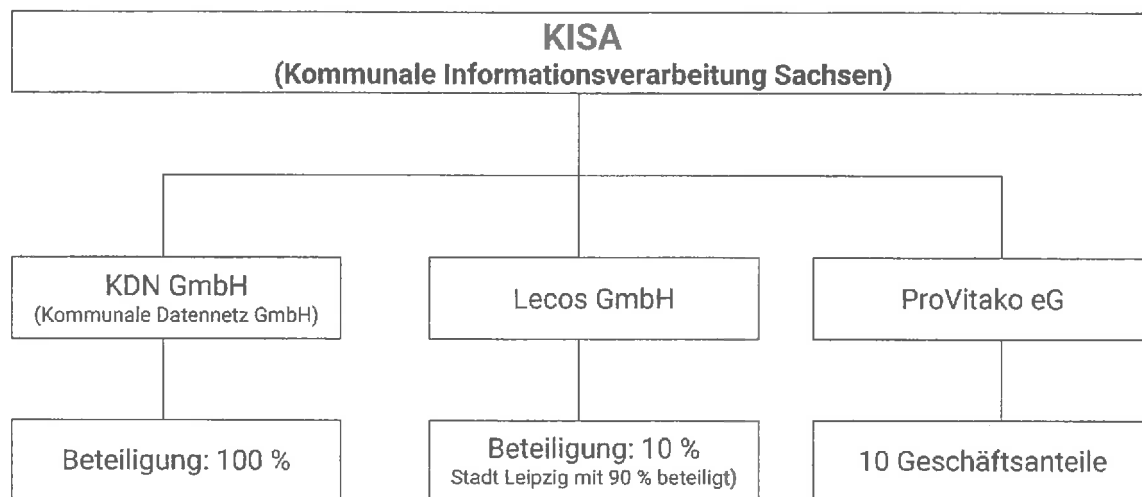 KISA
(Kommunale Informationsverarbeitung Sachsen)
KDN GmbH
(Kommunale Datennetz GmbH)
Lecos GmbH
ProVitako eG
Beteiligung: 100 %
Beteiligung: 10 %
Stadt Leipzig mit 90 % beteiligt)
10 Geschäftsanteile